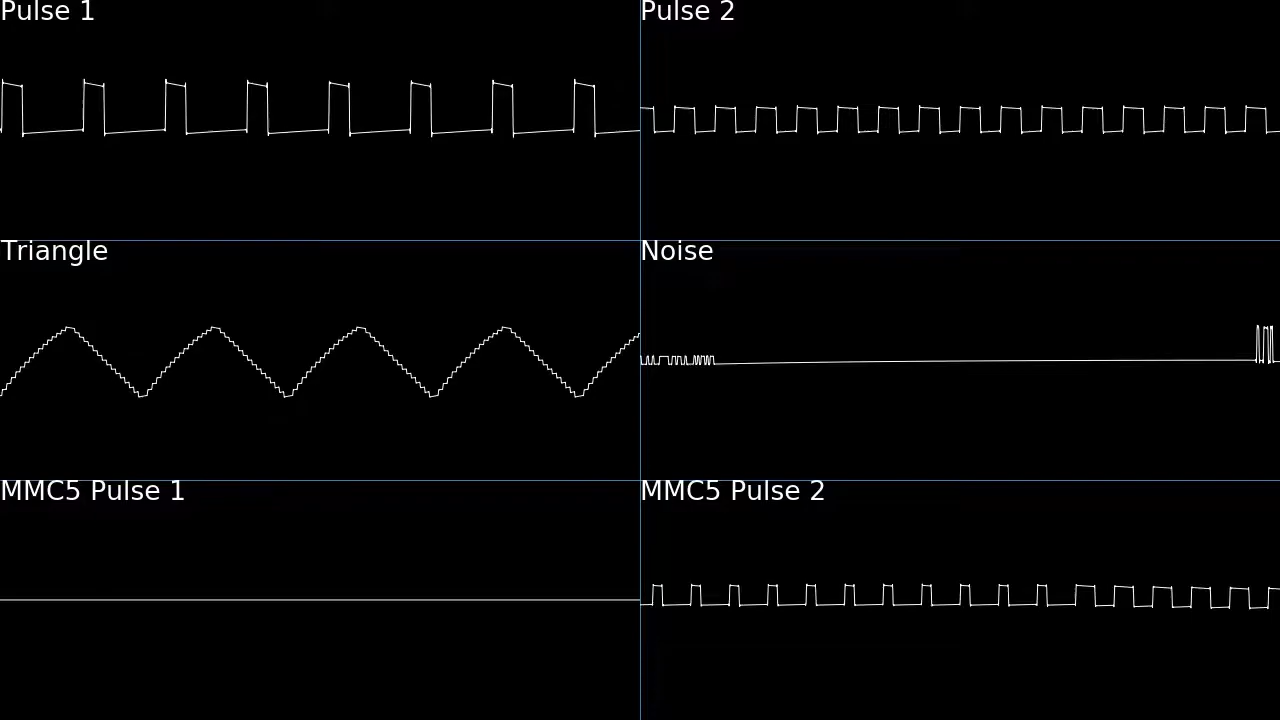 Pulse 1
Pulse 2
Triangle
Noise
MMC5 Pulse 1
MMC5 Pulse 2